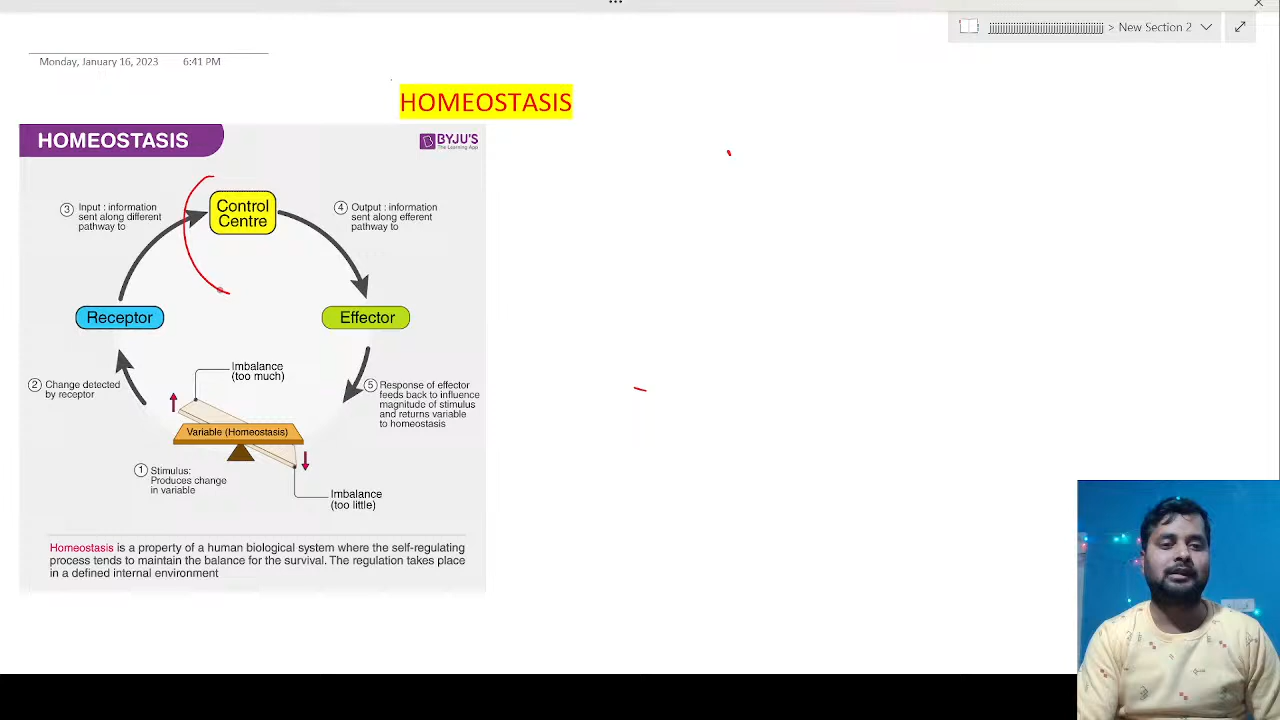 > New Section 2
Monday, January 16, 2023 6:41 PM
HOMEOSTASIS
HOMEOSTASIS
BYJU'S
The Learning App
3 Input : information
sent along different
pathway to
Control
Centre
4 Output : information
sent along efferent
pathway to
Receptor
Effector
2 Change detected
by receptor
Imbalance
(too much)
5 Response of effector
feeds back to influence
magnitude of stimulus
and returns variable
to homeostasis
Variable (Homeostasis)
1 Stimulus:
Produces change
in variable
Imbalance
(too little)
Homeostasis is a property of a human biological system where the self-regulating
process tends to maintain the balance for the survival. The regulation takes place
in a defined internal environment